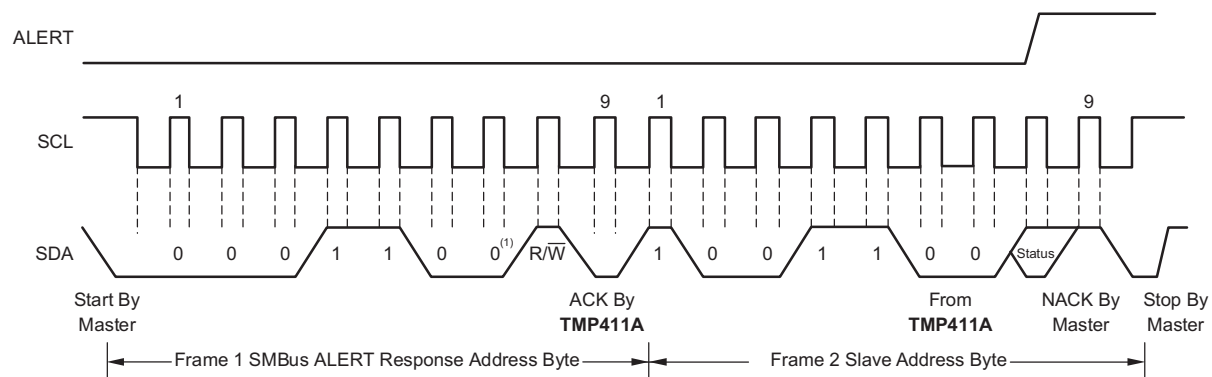 ALERT
1 9 1 9
SCL
SDA 0 0 0 1 1 0 0(1) R/W̅ 1 0 0 1 1 0 0 Status
Start By ACK By From NACK By Stop By
Master TMP411A TMP411A Master Master
Frame 1 SMBus ALERT Response Address Byte Frame 2 Slave Address Byte